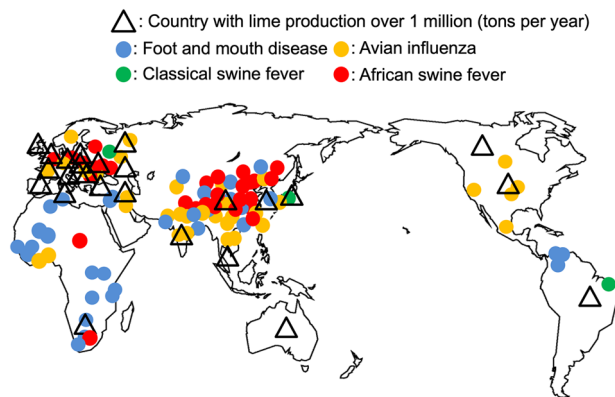 : Country with lime production over 1 million (tons per year)
: Foot and mouth disease : Avian influenza
: Classical swine fever : African swine fever